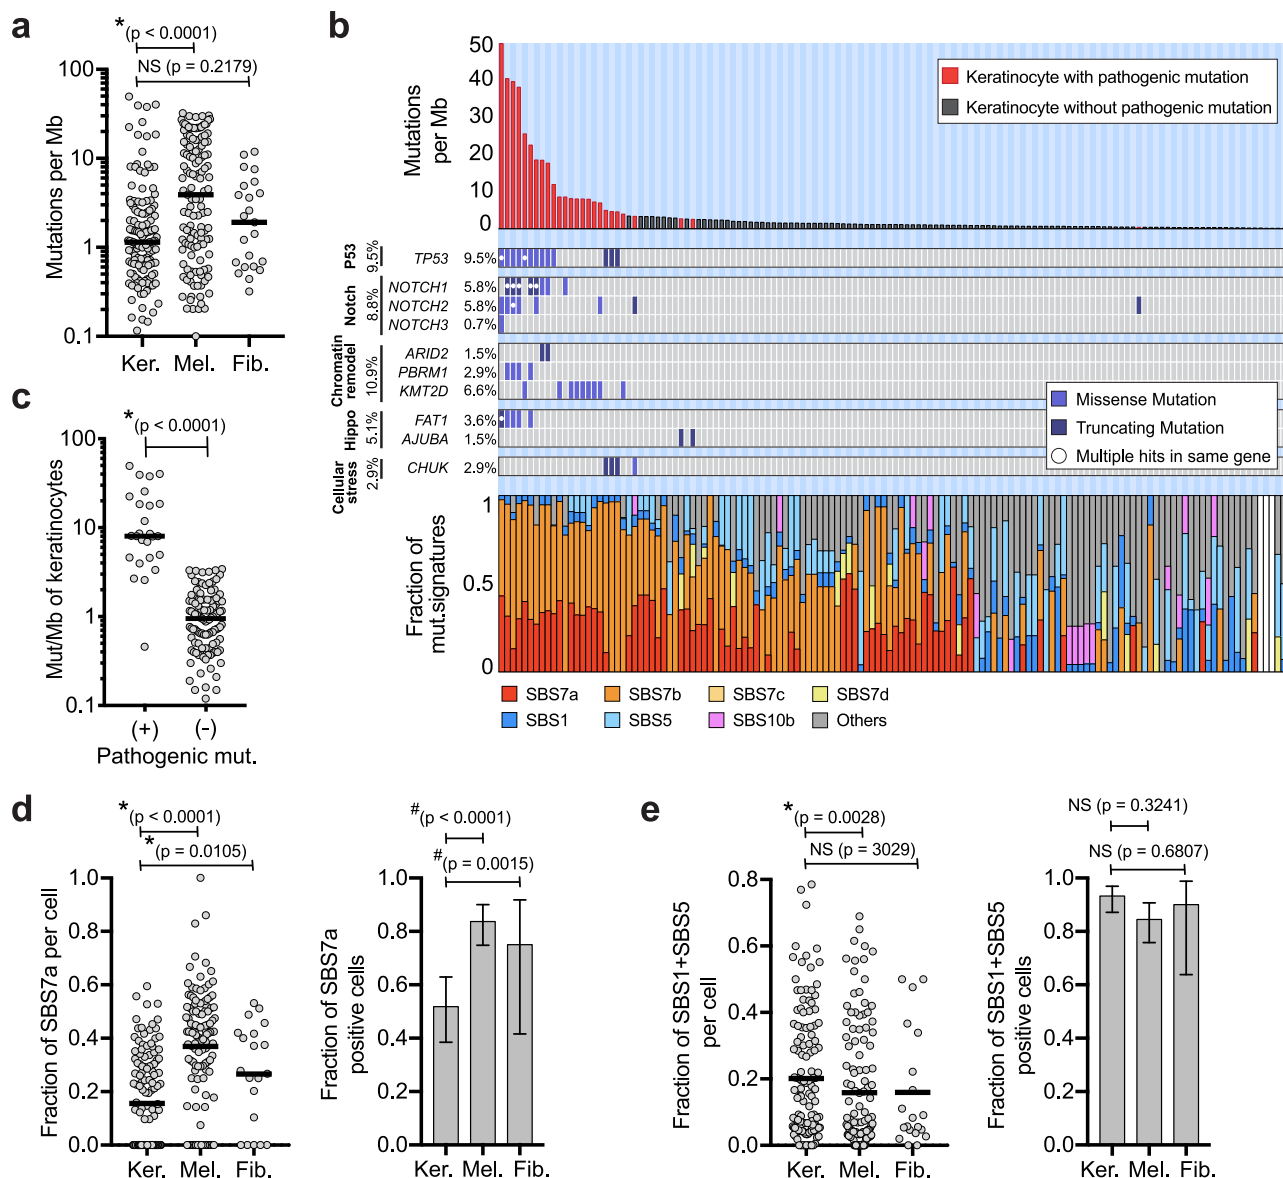 a
*
(p < 0.0001)
NS (p = 0.2179)
Mutations per Mb
100
10
1
0.1
Ker. Mel. Fib.
b
Mutations
per Mb
50
40
30
20
10
0
Keratinocyte with pathogenic mutation
Keratinocyte without pathogenic mutation
P53
9.5%
TP53 9.5%
Notch
8.8%
NOTCH1 5.8%
NOTCH2 5.8%
NOTCH3 0.7%
Chromatin
remodel
10.9%
ARID2 1.5%
PBRM1 2.9%
KMT2D 6.6%
Hippo
5.1%
FAT1 3.6%
AJUBA 1.5%
Cellular
stress
2.9%
CHUK 2.9%
Missense Mutation
Truncating Mutation
Multiple hits in same gene
Fraction of
mut.signatures
1
0.5
0
SBS7a SBS7b SBS7c SBS7d
SBS1 SBS5 SBS10b Others
c
*
(p < 0.0001)
Mut/Mb of keratinocytes
100
10
1
0.1
(+) (-)
Pathogenic mut.
d
*
(p < 0.0001)
*
(p = 0.0105)
Fraction of SBS7a per cell
1.0
0.8
0.6
0.4
0.2
0.0
Ker. Mel. Fib.
#
(p < 0.0001)
#
(p = 0.0015)
Fraction of SBS7a
positive cells
1.0
0.8
0.6
0.4
0.2
0.0
Ker. Mel. Fib.
e
*
(p = 0.0028)
NS (p = 3029)
Fraction of SBS1+SBS5
per cell
0.8
0.6
0.4
0.2
0.0
Ker. Mel. Fib.
NS (p = 0.3241)
NS (p = 0.6807)
Fraction of SBS1+SBS5
positive cells
1.0
0.8
0.6
0.4
0.2
0.0
Ker. Mel. Fib.